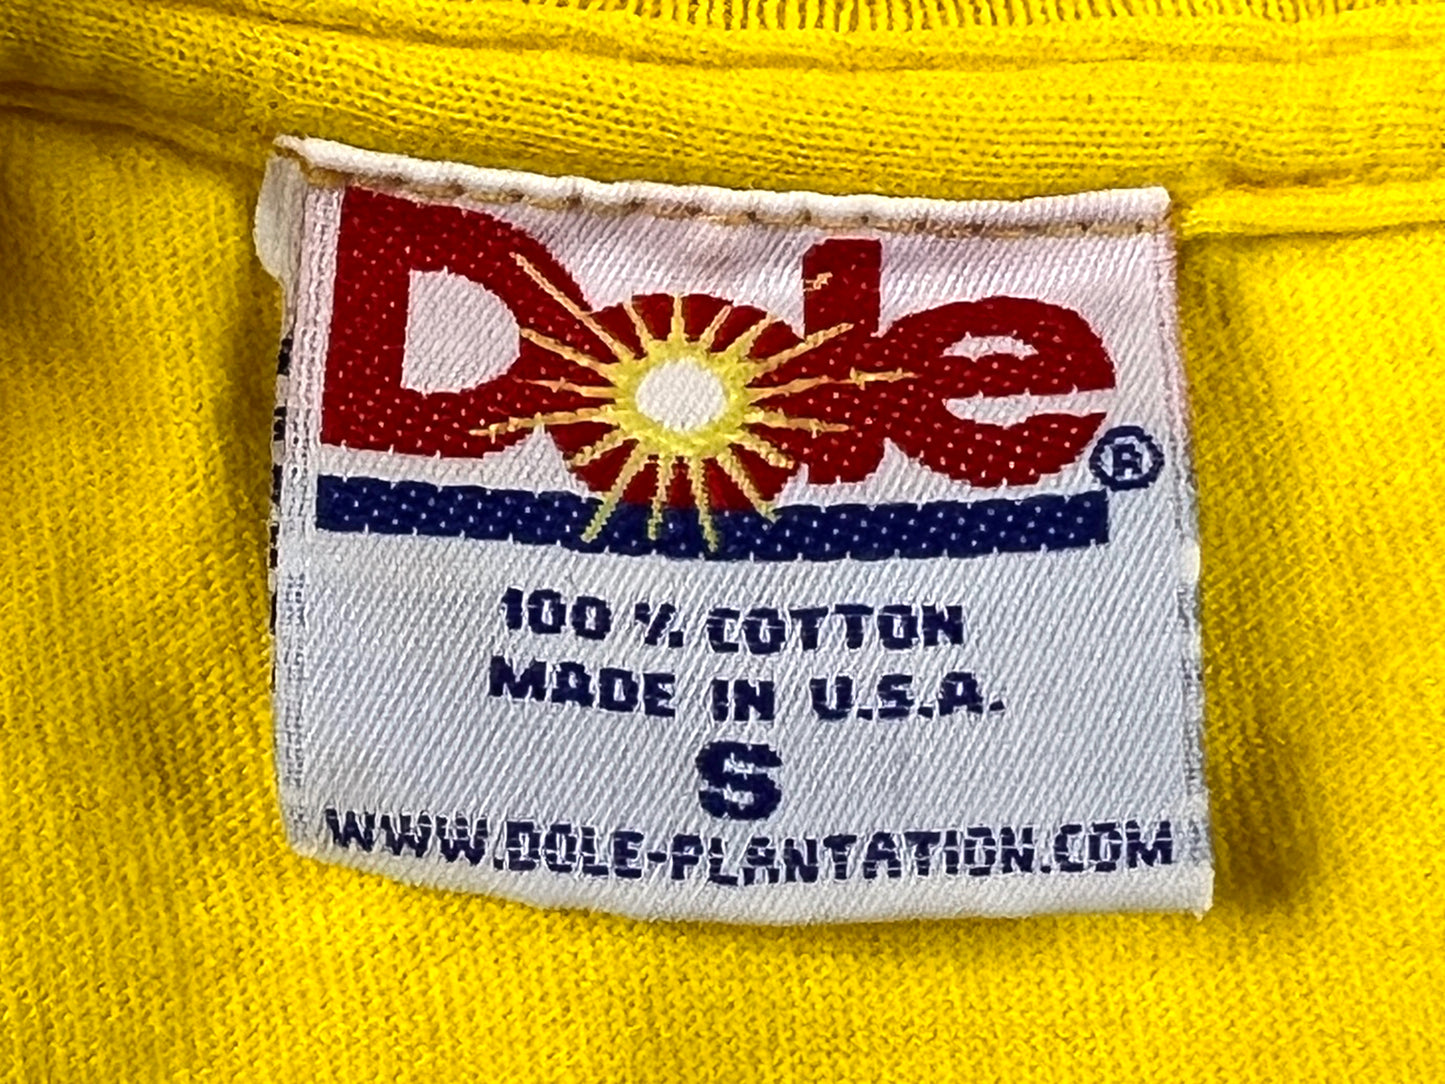 Dole®
100 % COTTON
MADE IN U.S.A.
S
WWW.DOLE-PLANTATION.COM